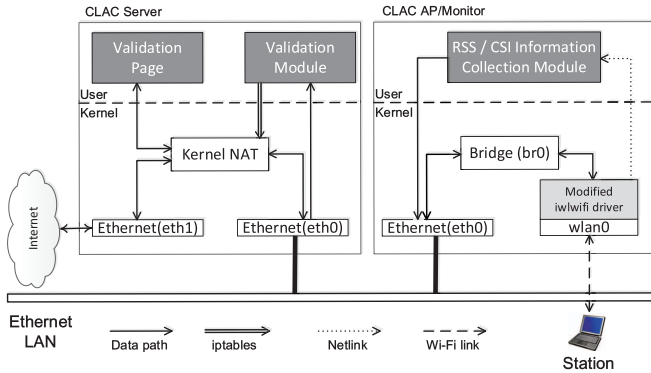 CLAC Server
CLAC AP/Monitor
Validation
Page
Validation
Module
RSS / CSI Information
Collection Module
User
Kernel
User
Kernel
Kernel NAT
Bridge (br0)
Modified
iwlwifi driver
wlan0
Internet
Ethernet(eth1)
Ethernet(eth0)
Ethernet(eth0)
Ethernet
LAN
Data path
iptables
Netlink
Wi-Fi link
Station